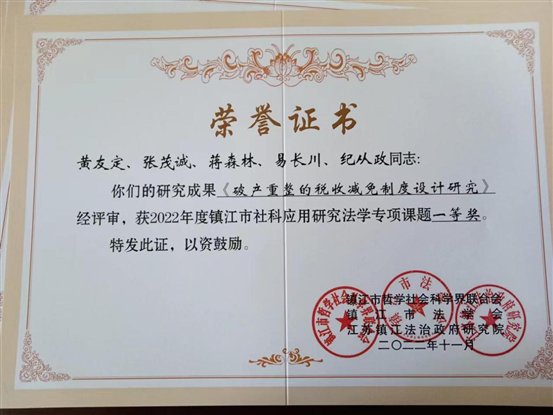 荣誉证书
黄友定、张茂诚、蒋森林、易长川、纪从政同志:
你们的研究成果《破产重整的税收减免制度设计研究》
经评审，获2022年度镇江市社科应用研究法学专项课题一等奖。
特发此证，以资鼓励。
镇江市哲学社会科学界联合会
镇江市法学会
江苏镇江法治政府研究院
二〇二二年十一月